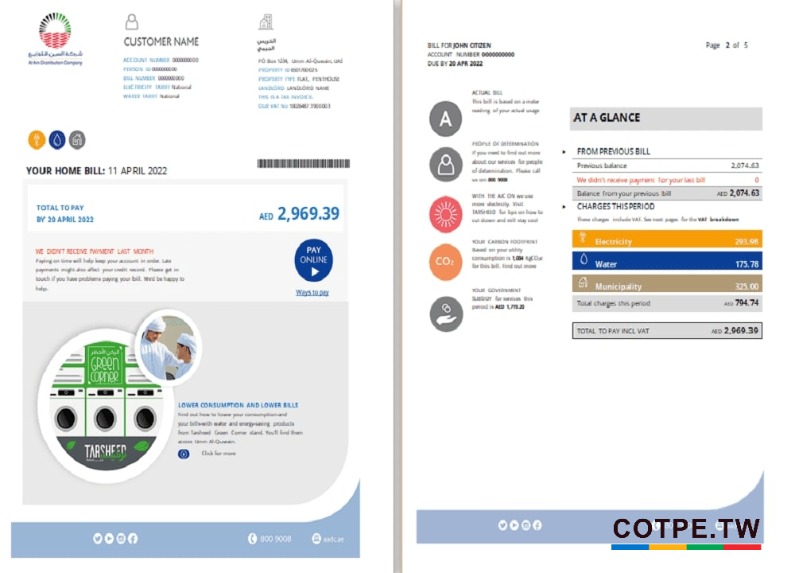 شركة العين للتوزيع
Al Ain Distribution Company
CUSTOMER NAME
ACCOUNT NUMBER 0000000000
PERSON ID 0000000000
BILL NUMBER 0000000000
ELECTRICITY TARIFF National
WATER TARIFF National
PO Box 1234, Umm Al-Quwain, UAE
PROPERTY TYPE FLAT, PENTHOUSE
LANDLORD LANDLORD NAME
THIS IS A TAX INVOICE.
YOUR HOME BILL: 11 APRIL 2022
TOTAL TO PAY
BY 20 APRIL 2022
AED 2,969.39
WE DIDN'T RECEIVE PAYMENT LAST MONTH
Paying on time will help keep your account in order. Late
payments might also affect your credit record. Please get in
touch if you have problems paying your bill. We'd be happy to
help.
PAY
ONLINE
Ways to pay
GREEN
CORNER
TARSHEED
LOWER CONSUMPTION AND LOWER BILLS
Find out how to lower your consumption and
your bills with water and energy-saving products
from Tarsheed Green Corner stand. You'll find them
across Umm Al-Quwain.
Click for more
800 9008
aadc.ae
BILL FOR JOHN CITIZEN
ACCOUNT NUMBER 0000000000
DUE BY 20 APR 2022
Page 2 of 5
A
ACTUAL BILL
This bill is based on a meter
reading of your actual usage
PEOPLE OF DETERMINATION
If you need to find out more
about our services for people
of determination. Please call
us on 800 9008
WITH THE A/C ON we use
more electricity. Visit
TARSHEED for tips on how to
cut down and still stay cool
CO2
YOUR CARBON FOOTPRINT
Based on your utility
consumption is 1,084 KgCO2e
for this bill. Find out more
YOUR GOVERNMENT
SUBSIDY for services this
period is AED 1,770.20
AT A GLANCE
FROM PREVIOUS BILL
Previous balance 2,074.63
We didn't receive payment for your last bill 0
Balance from your previous bill AED 2,074.63
CHARGES THIS PERIOD
These charges include VAT. See next pages for the VAT breakdown
Electricity 293.98
Water 175.78
Municipality 325.00
Total charges this period AED 794.74
TOTAL TO PAY INCL VAT AED 2,969.39
COTPE.TW